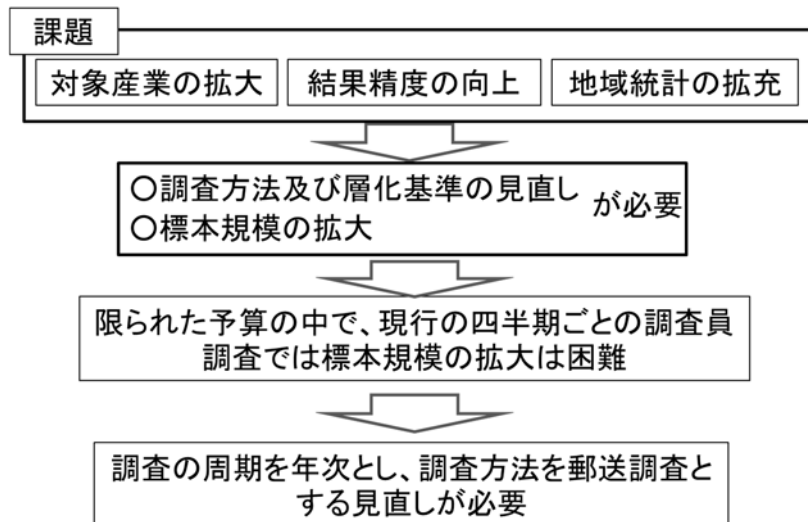 課題
対象産業の拡大
結果精度の向上
地域統計の拡充
〇調査方法及び層化基準の見直し
〇標本規模の拡大
が必要
限られた予算の中で、現行の四半期ごとの調査員
調査では標本規模の拡大は困難
調査の周期を年次とし、調査方法を郵送調査と
する見直しが必要